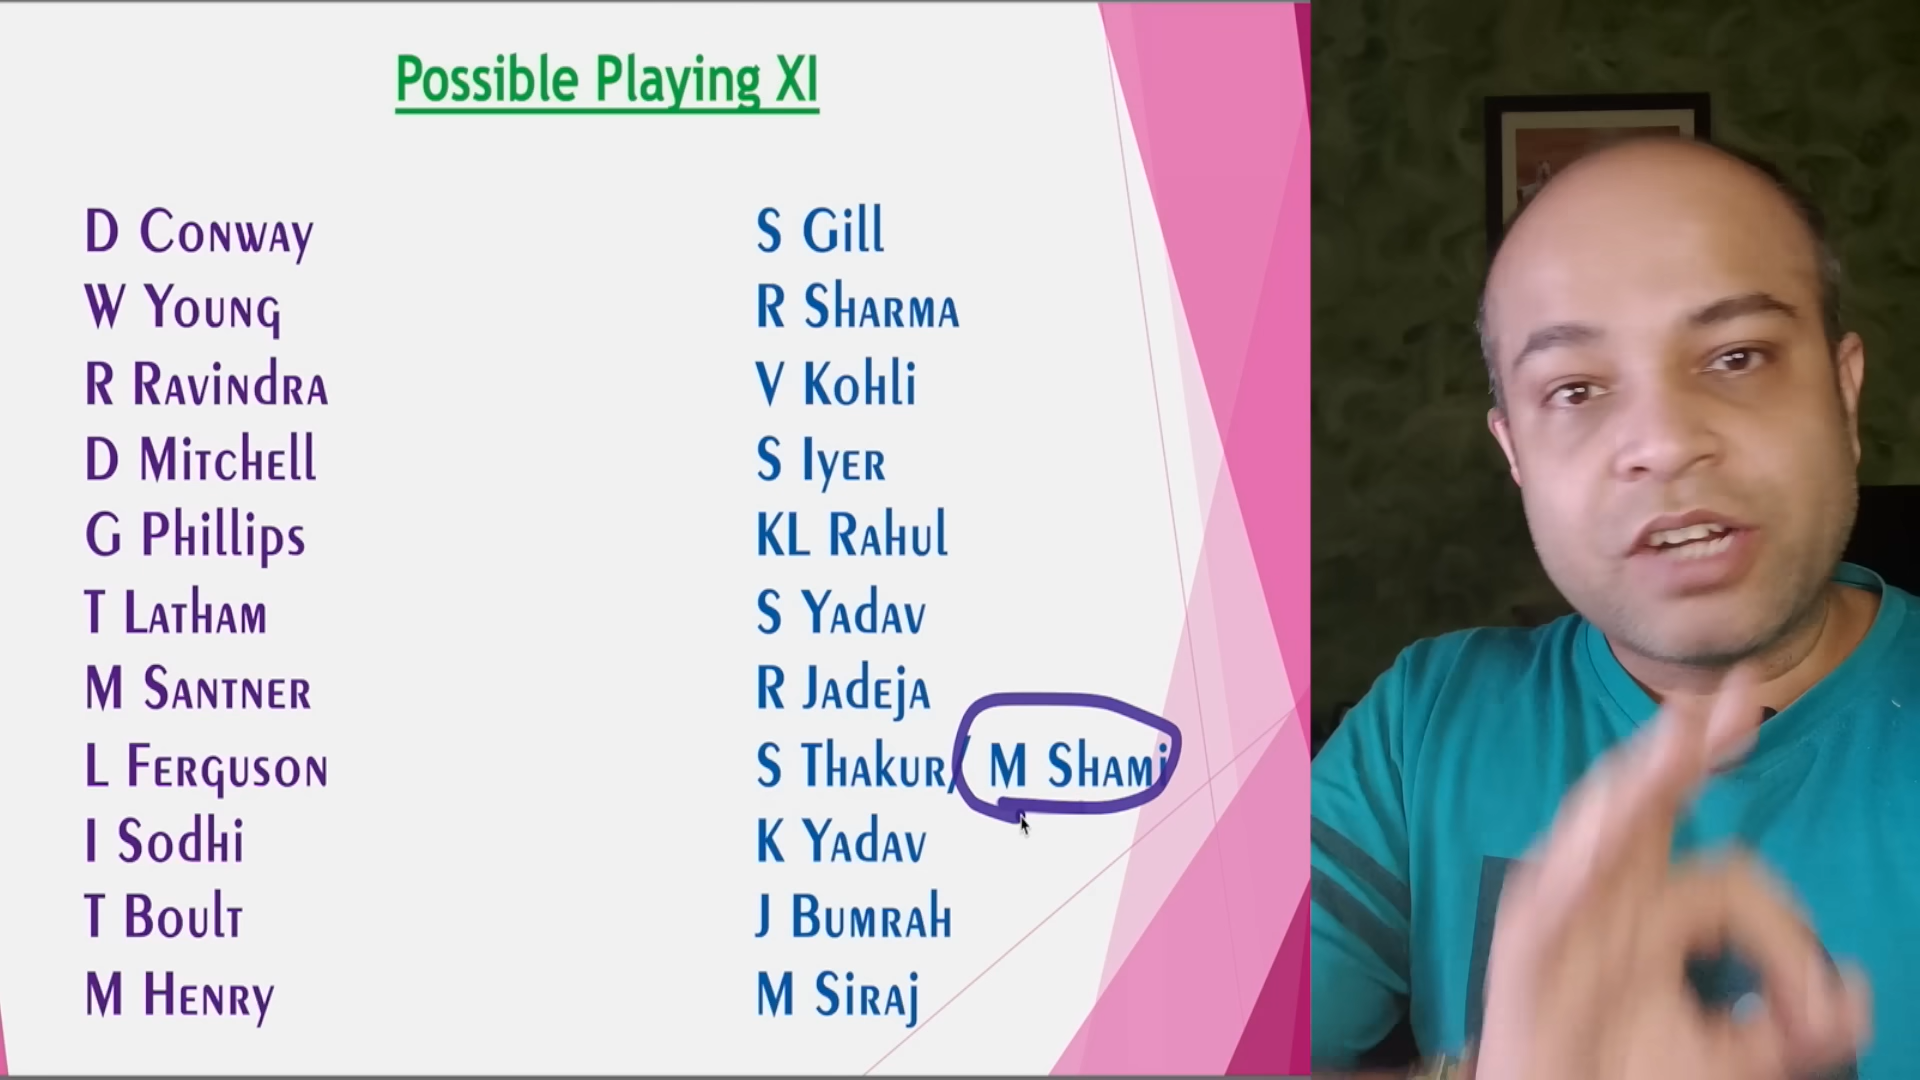 Possible Playing XI
D Conway
W Young
R Ravindra
D Mitchell
G Phillips
T Latham
M Santner
L Ferguson
I Sodhi
T Boult
M Henry
S Gill
R Sharma
V Kohli
S Iyer
KL Rahul
S Yadav
R Jadeja
S Thakur/ M Shami
K Yadav
J Bumrah
M Siraj